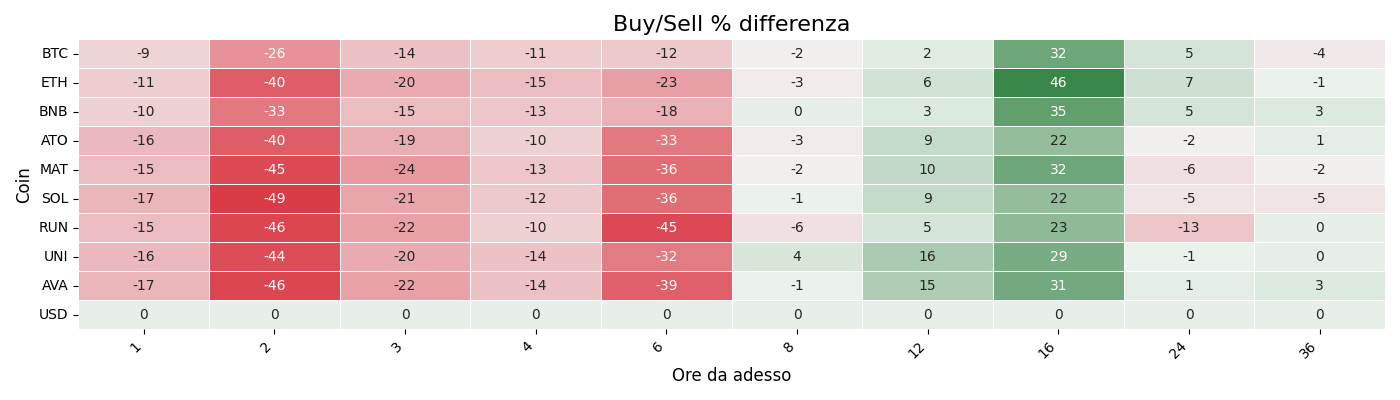 Buy/Sell % differenza
Coin
BTC -9 -26 -14 -11 -12 -2 2 32 5 -4
ETH -11 -40 -20 -15 -23 -3 6 46 7 -1
BNB -10 -33 -15 -13 -18 0 3 35 5 3
ATO -16 -40 -19 -10 -33 -3 9 22 -2 1
MAT -15 -45 -24 -13 -36 -2 10 32 -6 -2
SOL -17 -49 -21 -12 -36 -1 9 22 -5 -5
RUN -15 -46 -22 -10 -45 -6 5 23 -13 0
UNI -16 -44 -20 -14 -32 4 16 29 -1 0
AVA -17 -46 -22 -14 -39 -1 15 31 1 3
USD 0 0 0 0 0 0 0 0 0 0
1 2 3 4 6 8 12 16 24 36
Ore da adesso